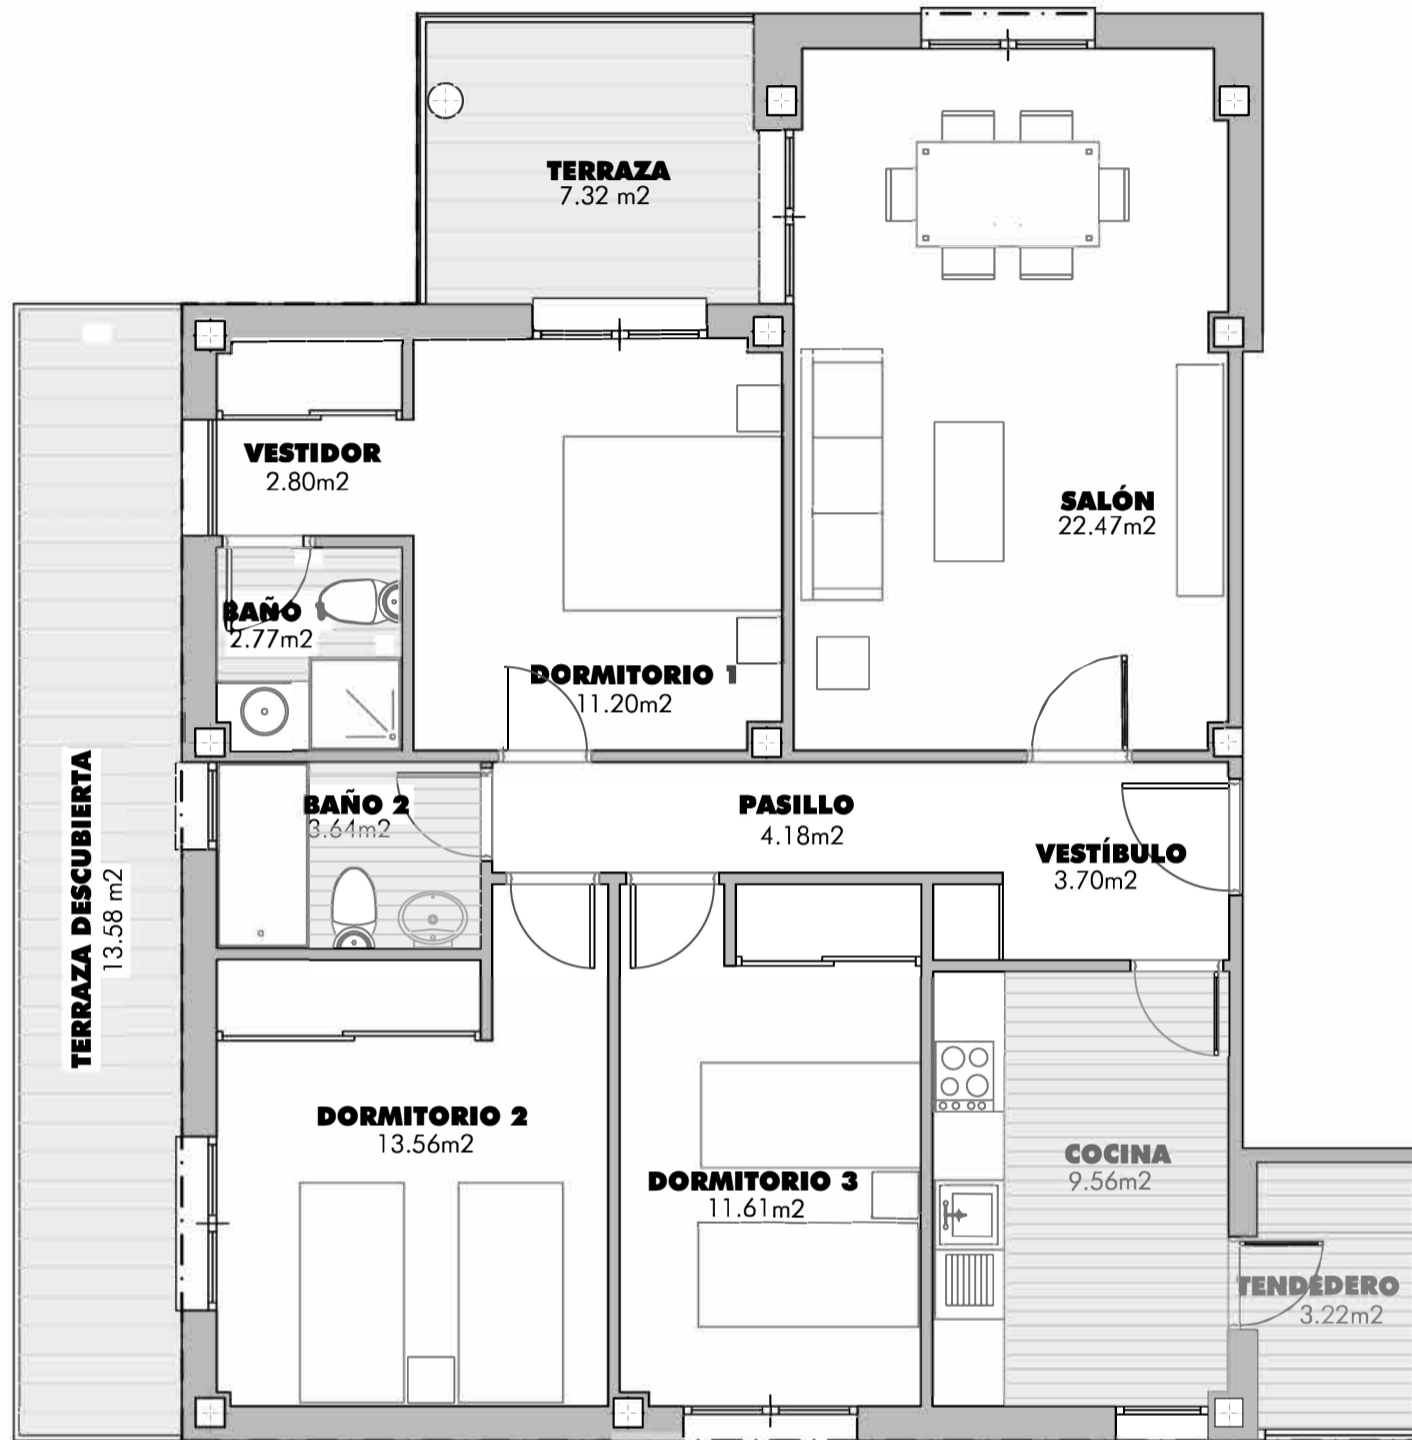 TERRAZA
7.32 m2
VESTIDOR
2.80m2
SALÓN
22.47m2
BAÑO 1
2.77m2
DORMITORIO 1
11.20m2
TERRAZA DESCUBIERTA
13.58 m2
BAÑO 2
3.64m2
PASILLO
4.18m2
VESTÍBULO
3.70m2
DORMITORIO 2
13.56m2
DORMITORIO 3
11.61m2
COCINA
9.56m2
TENDEDERO
3.22m2